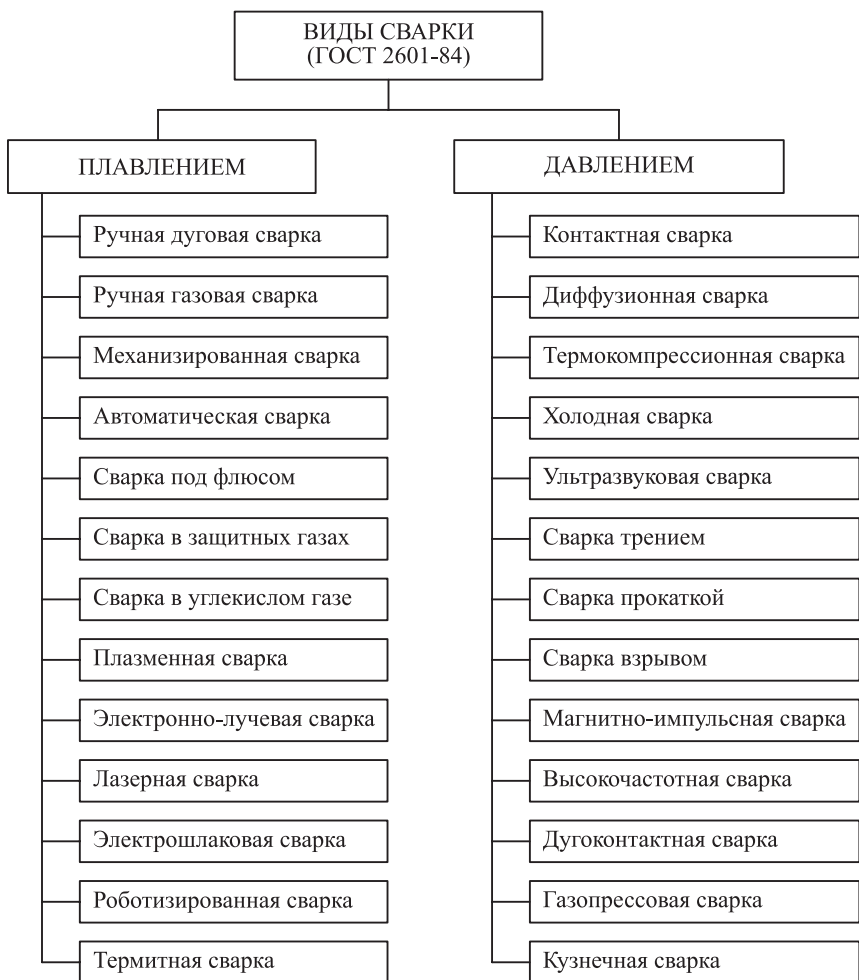 ВИДЫ СВАРКИ
(ГОСТ 2601-84)
ПЛАВЛЕНИЕМ
Ручная дуговая сварка
Ручная газовая сварка
Механизированная сварка
Автоматическая сварка
Сварка под флюсом
Сварка в защитных газах
Сварка в углекислом газе
Плазменная сварка
Электронно-лучевая сварка
Лазерная сварка
Электрошлаковая сварка
Роботизированная сварка
Термитная сварка
ДАВЛЕНИЕМ
Контактная сварка
Диффузионная сварка
Термокомпрессионная сварка
Холодная сварка
Ультразвуковая сварка
Сварка трением
Сварка прокаткой
Сварка взрывом
Магнитно-импульсная сварка
Высокочастотная сварка
Дугоконтактная сварка
Газопрессовая сварка
Кузнечная сварка